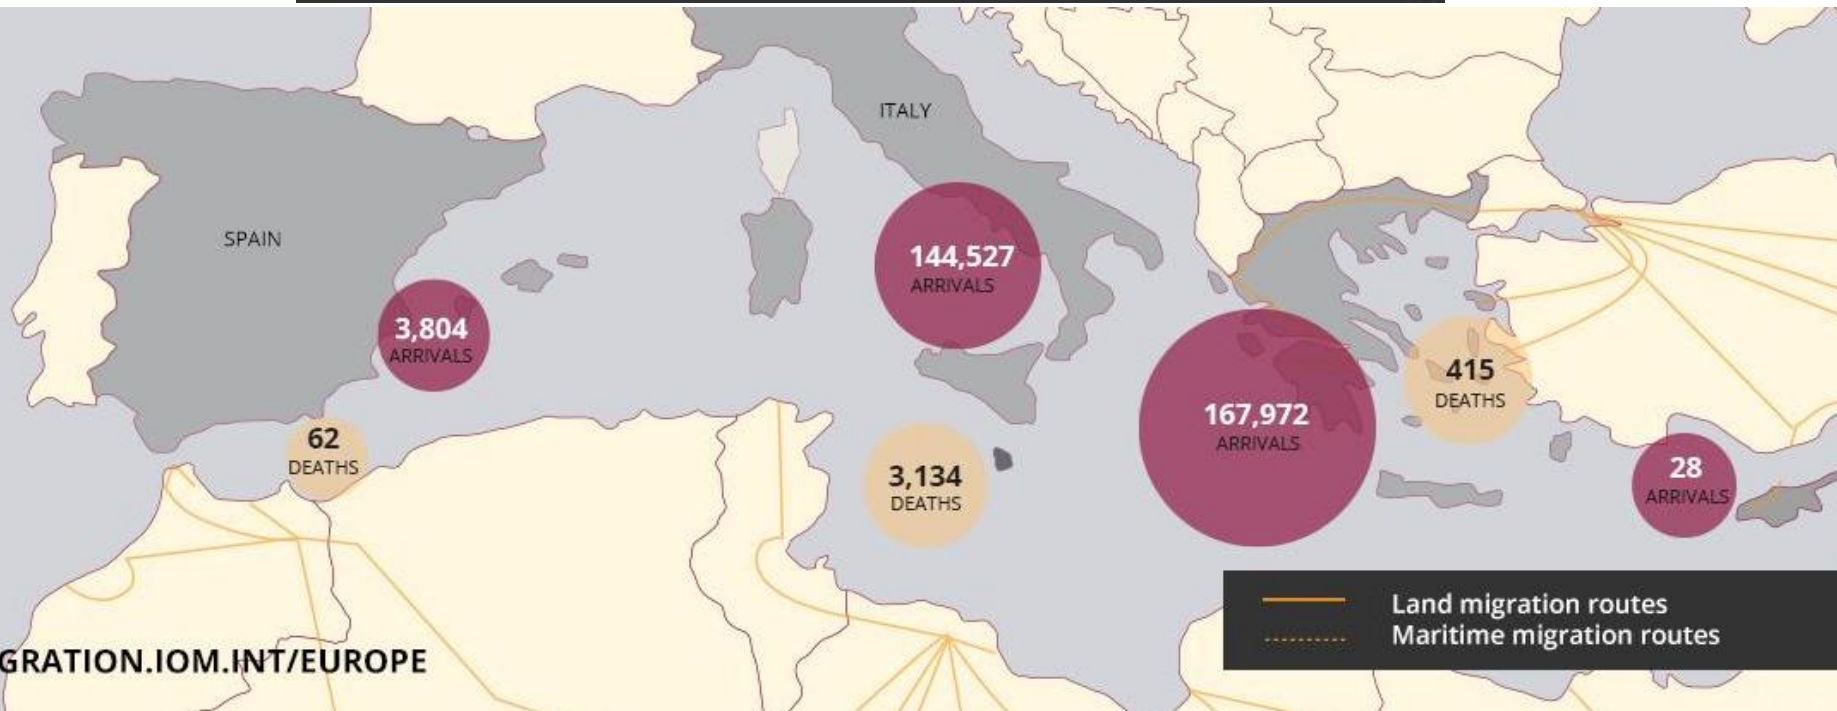 ITALY
SPAIN
144,527
ARRIVALS
3,804
ARRIVALS
415
DEATHS
167,972
ARRIVALS
62
DEATHS
3,134
DEATHS
28
ARRIVALS
Land migration routes
Maritime migration routes
GRATION.IOM.INT/EUROPE